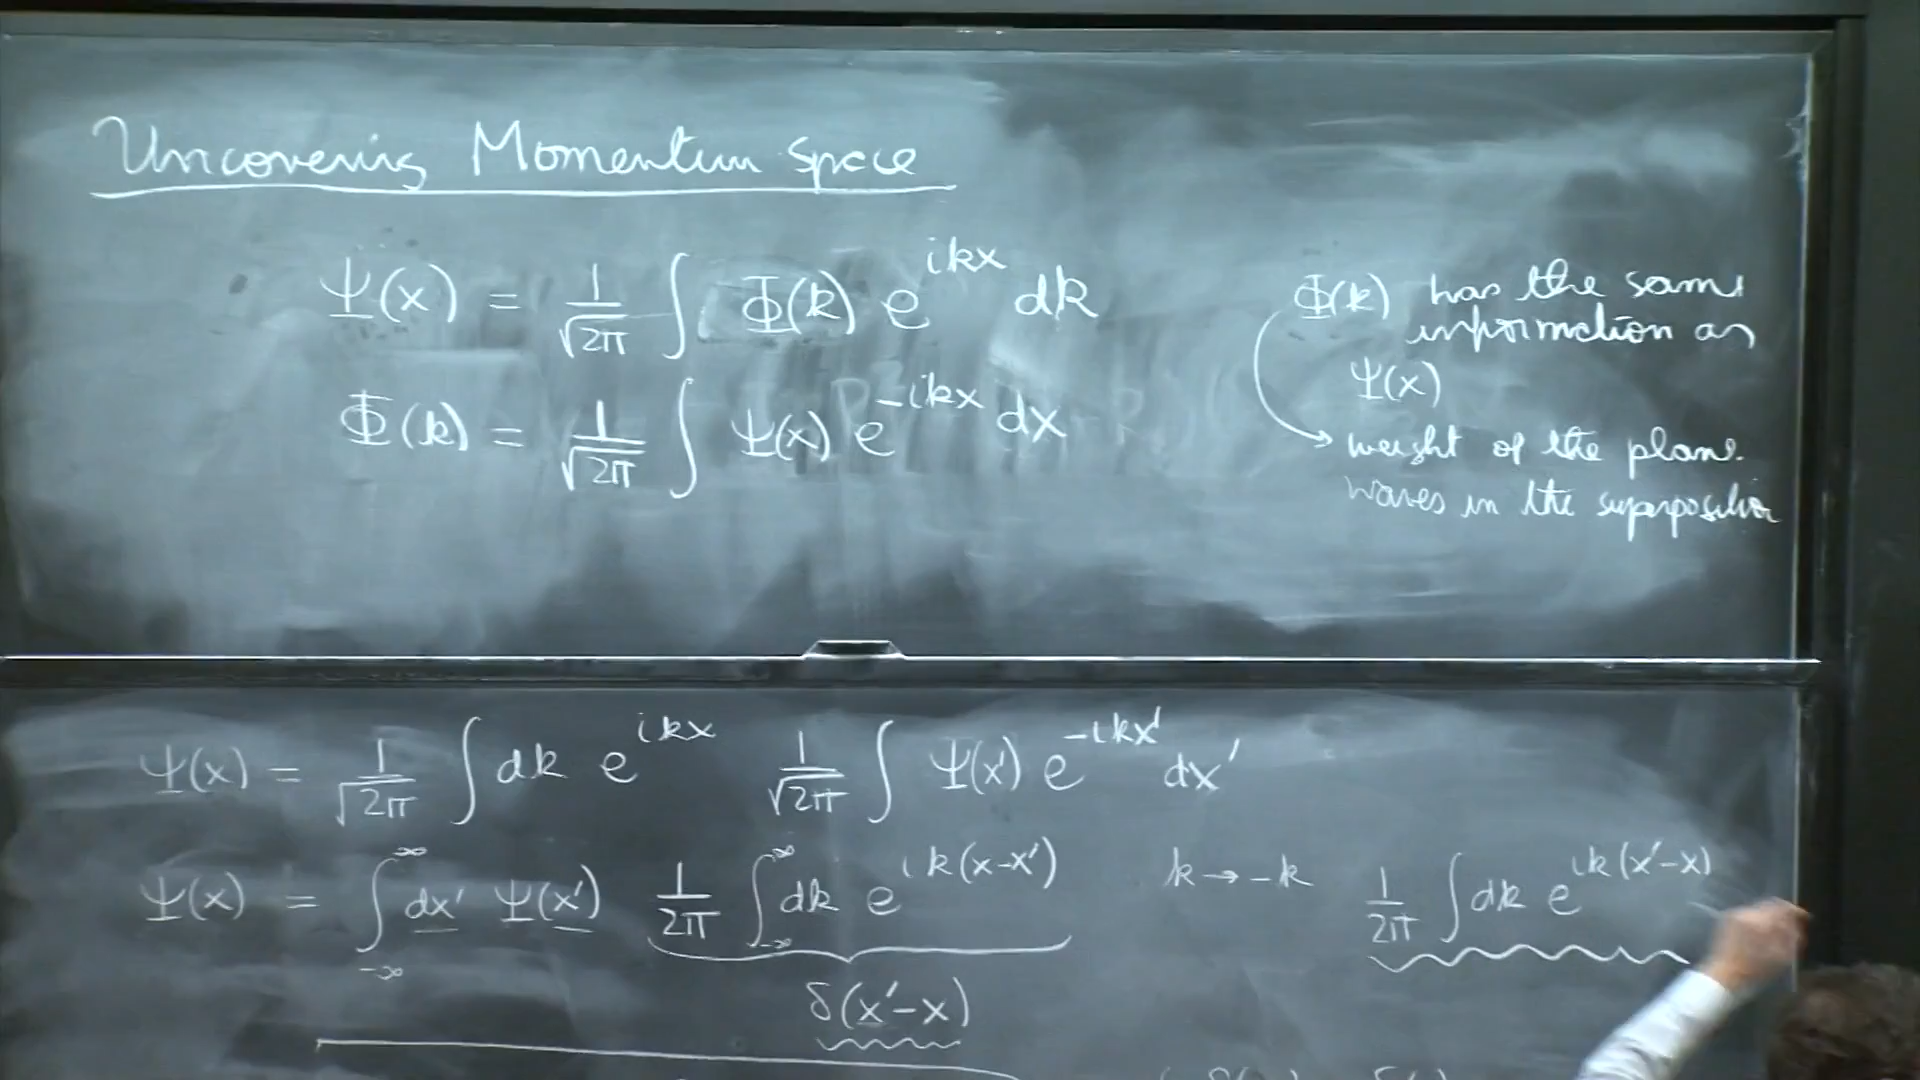 Uncovering Momentum space
Ψ(x) = 1/√2π ∫ Φ(k) e^{ikx} dk
Φ(k) = 1/√2π ∫ Ψ(x) e^{-ikx} dx
Φ(k) has the same
information as
Ψ(x)
→ weight of the plane
waves in the superposition
Ψ(x) = 1/√2π ∫ dk e^{ikx} 1/√2π ∫ Ψ(x') e^{-ikx'} dx'
Ψ(x) = ∫_{-∞}^{∞} dx' Ψ(x') 1/2π ∫_{-∞}^{∞} dk e^{ik(x-x')} k → -k 1/2π ∫ dk e^{ik(x'-x)}
δ(x'-x)